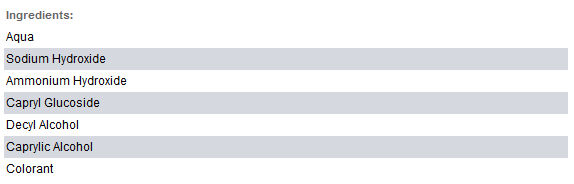 Ingredients:
Aqua
Sodium Hydroxide
Ammonium Hydroxide
Capryl Glucoside
Decyl Alcohol
Caprylic Alcohol
Colorant